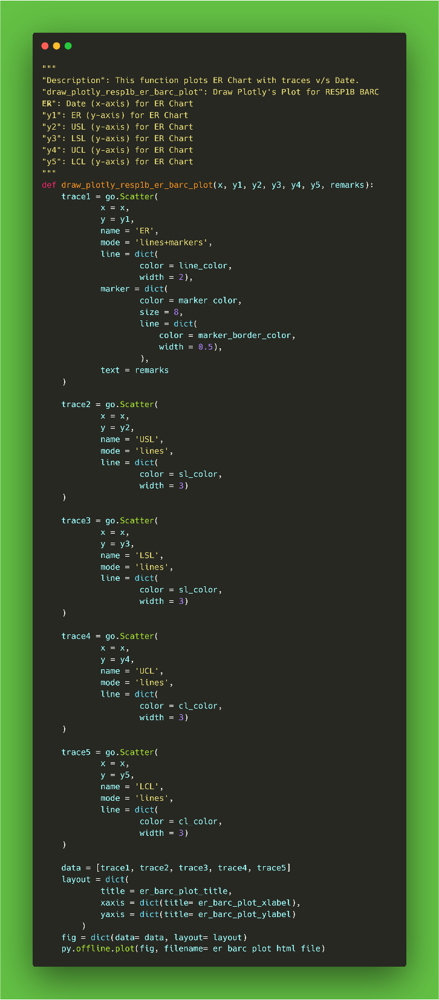 """
"Description": This function plots ER Chart with traces v/s Date.
"draw_plotly_resp1b_er_barc_plot": Draw Plotly's Plot for RESP1B BARC
ER": Date (x-axis) for ER Chart
"y1": ER (y-axis) for ER Chart
"y2": USL (y-axis) for ER Chart
"y3": LSL (y-axis) for ER Chart
"y4": UCL (y-axis) for ER Chart
"y5": LCL (y-axis) for ER Chart
"""
def draw_plotly_resp1b_er_barc_plot(x, y1, y2, y3, y4, y5, remarks):
    trace1 = go.Scatter(
            x = x,
            y = y1,
            name = 'ER',
            mode = 'lines+markers',
            line = dict(
                    color = line_color,
                    width = 2),
            marker = dict(
                    color = marker_color,
                    size = 8,
                    line = dict(
                        color = marker_border_color,
                        width = 0.5),
                    ),
            text = remarks
    )
    trace2 = go.Scatter(
            x = x,
            y = y2,
            name = 'USL',
            mode = 'lines',
            line = dict(
                    color = sl_color,
                    width = 3)
    )
    trace3 = go.Scatter(
            x = x,
            y = y3,
            name = 'LSL',
            mode = 'lines',
            line = dict(
                    color = sl_color,
                    width = 3)
    )
    trace4 = go.Scatter(
            x = x,
            y = y4,
            name = 'UCL',
            mode = 'lines',
            line = dict(
                    color = cl_color,
                    width = 3)
    )
    trace5 = go.Scatter(
            x = x,
            y = y5,
            name = 'LCL',
            mode = 'lines',
            line = dict(
                    color = cl_color,
                    width = 3)
    )
    data = [trace1, trace2, trace3, trace4, trace5]
    layout = dict(
            title = er_barc_plot_title,
            xaxis = dict(title= er_barc_plot_xlabel),
            yaxis = dict(title= er_barc_plot_ylabel)
        )
    fig = dict(data= data, layout= layout)
    py.offline.plot(fig, filename= er_barc_plot_html_file)